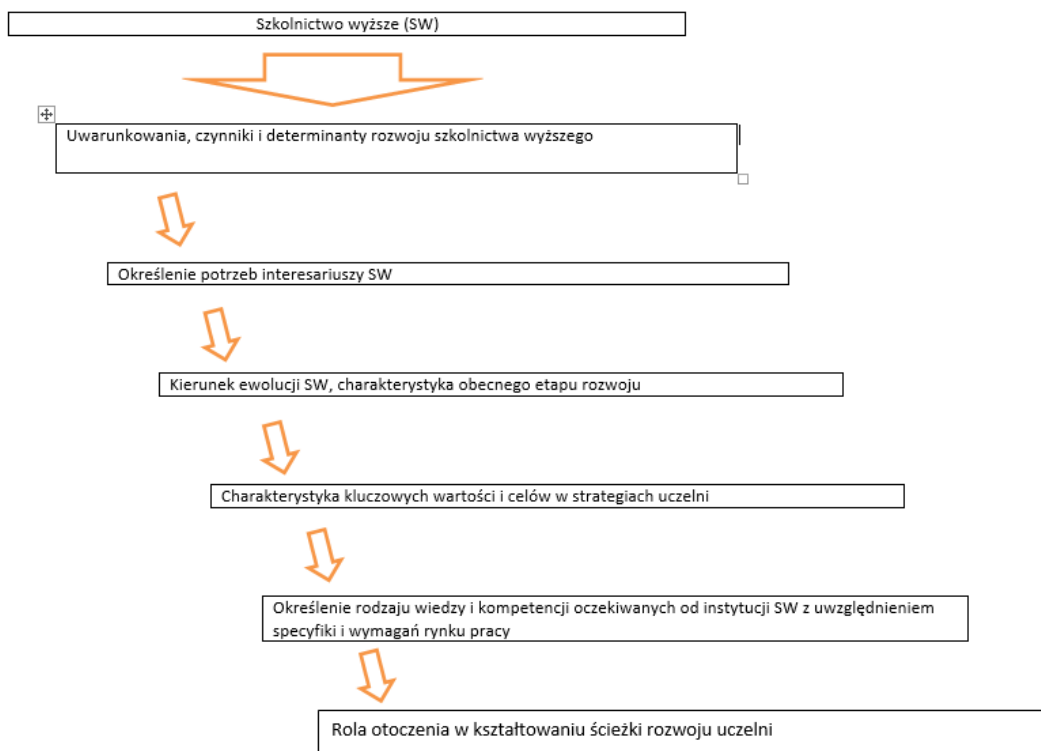 Szkolnictwo wyższe (SW)
Uwarunkowania, czynniki i determinanty rozwoju szkolnictwa wyższego
Określenie potrzeb interesariuszy SW
Kierunek ewolucji SW, charakterystyka obecnego etapu rozwoju
Charakterystyka kluczowych wartości i celów w strategiach uczelni
Określenie rodzaju wiedzy i kompetencji oczekiwanych od instytucji SW z uwzględnieniem
specyfiki i wymagań rynku pracy
Rola otoczenia w kształtowaniu ścieżki rozwoju uczelni